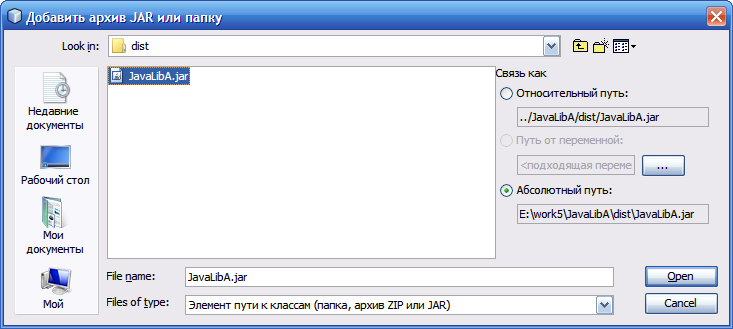 Добавить архив JAR или папку
Look in:
dist
Недавние
документы
Рабочий стол
Мои
документы
Мой
JavaLibA.jar
Связь как
Относительный путь:
../JavaLibA/dist/JavaLibA.jar
Путь от переменной:
<подходящая переме
...
Абсолютный путь:
E:\work5\JavaLibA\dist\JavaLibA.jar
File name:
JavaLibA.jar
Open
Files of type:
Элемент пути к классам (папка, архив ZIP или JAR)
Cancel